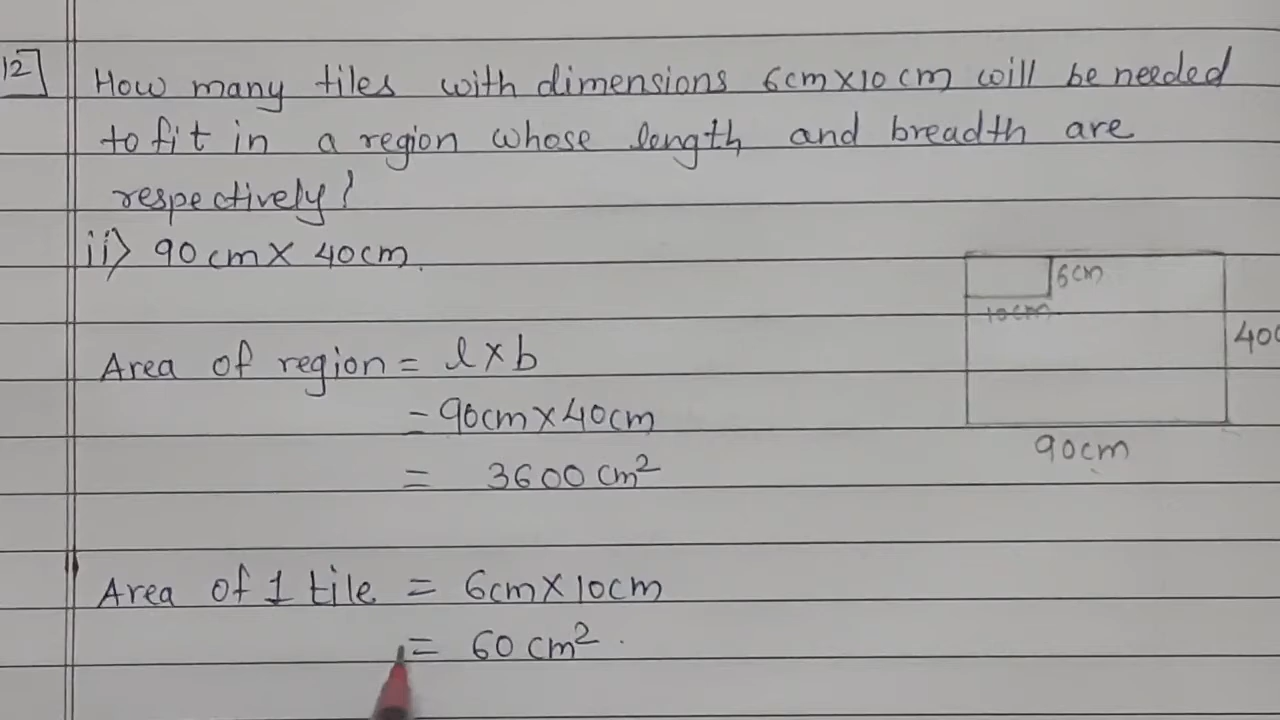 12
How many tiles with dimensions 6cm×10cm will be needed
to fit in a region whose length and breadth are
respectively?
ii) 90cm × 40cm.
6cm
10cm
40
Area of region = l×b
= 90cm×40cm
90cm
= 3600 cm²
Area of 1 tile = 6cm×10cm
= 60 cm².